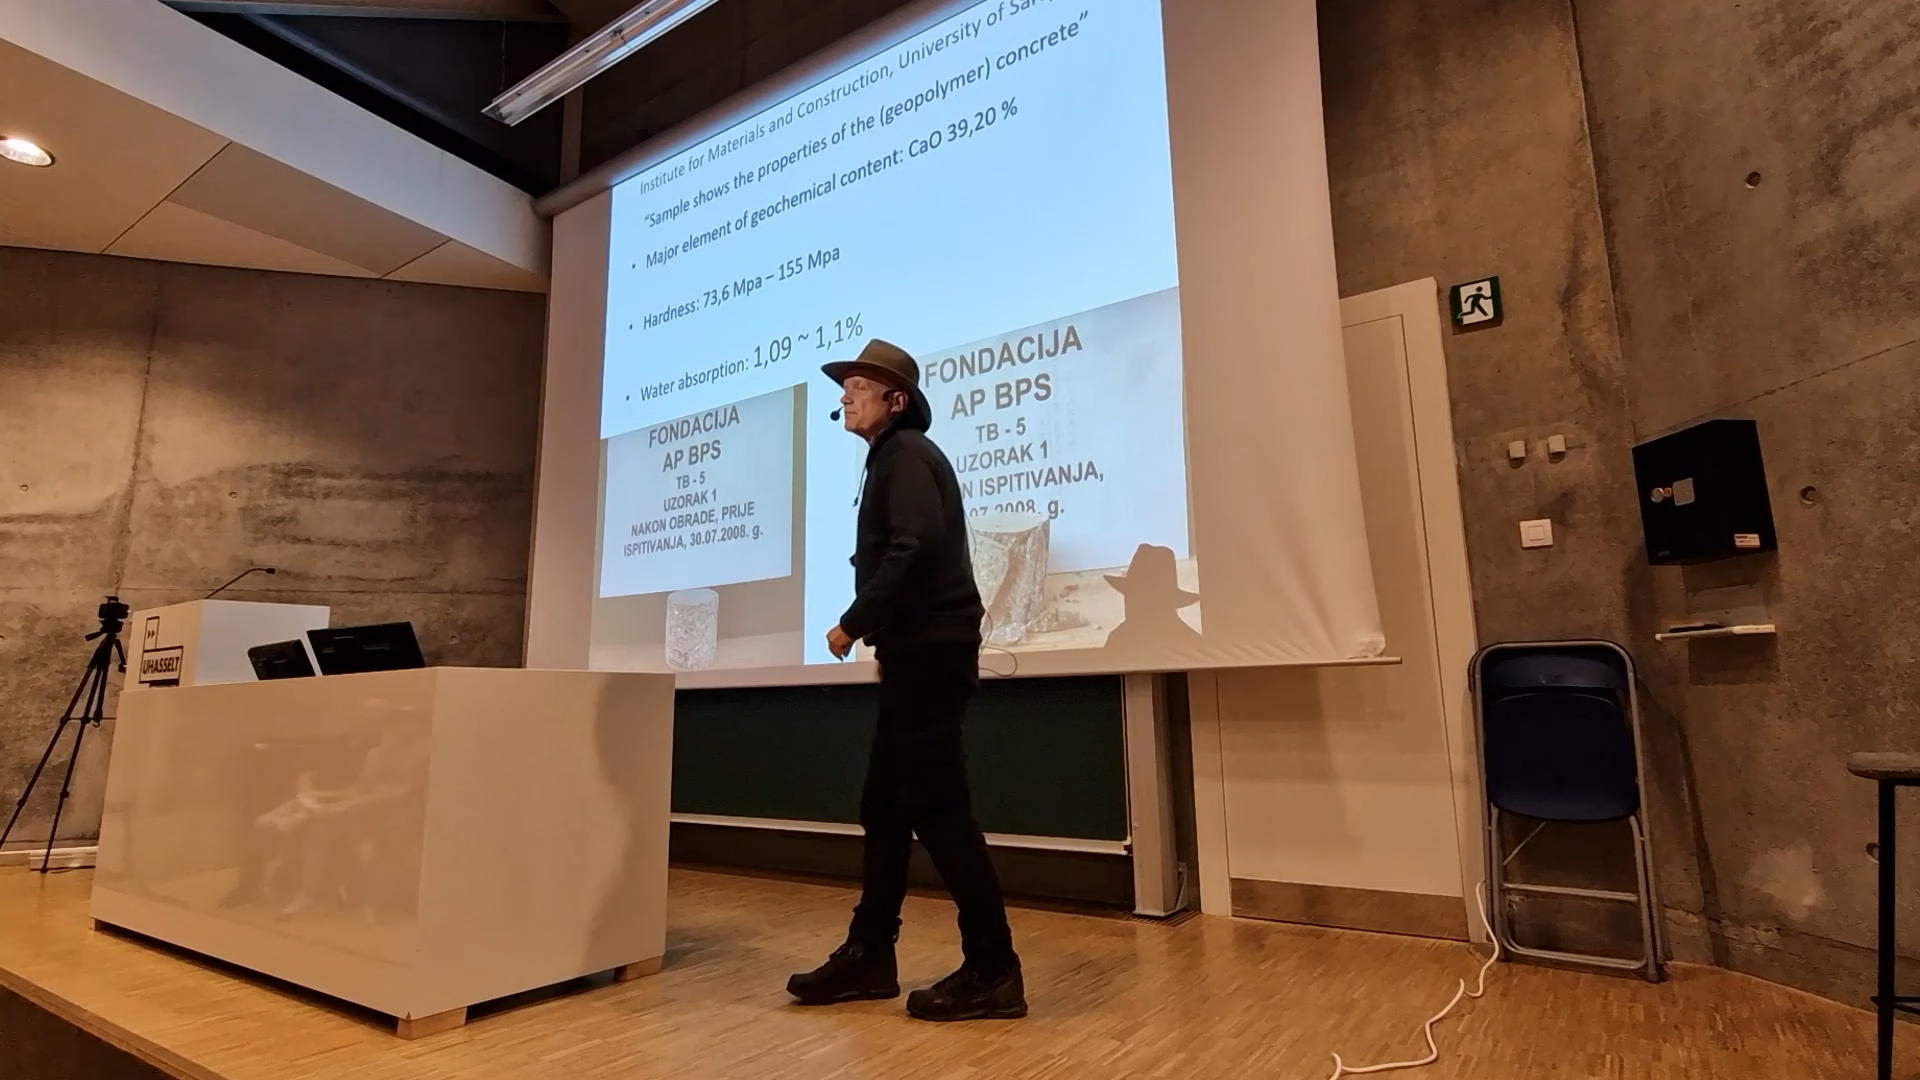 Institute for Materials and Construction, University of
“Sample shows the properties of the (geopolymer) concrete”
• Major element of geochemical content: CaO 39,20 %
• Hardness: 73,6 Mpa – 155 Mpa
• Water absorption: 1,09 ~ 1,1%
FONDACIJA
AP BPS
TB - 5
UZORAK 1
NAKON OBRADE, PRIJE
ISPITIVANJA, 30.07.2008. g.
FONDACIJA
AP BPS
TB - 5
UZORAK 1
N ISPITIVANJA,
07.2008. g.
UHASSELT